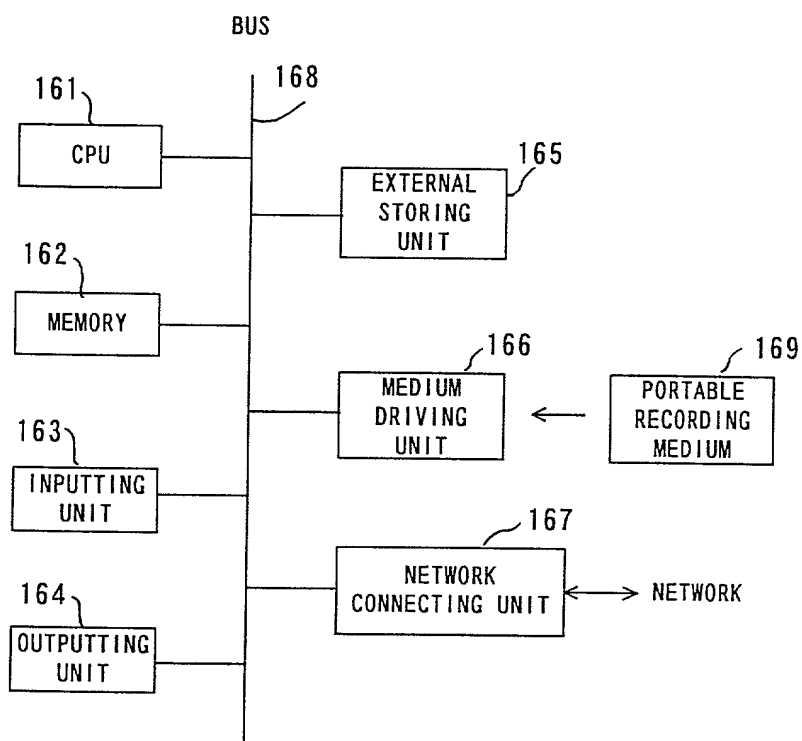 BUS
168
161
CPU
165
EXTERNAL
STORING
UNIT
162
MEMORY
166
MEDIUM
DRIVING
UNIT
169
PORTABLE
RECORDING
MEDIUM
163
INPUTTING
UNIT
167
NETWORK
CONNECTING UNIT
NETWORK
164
OUTPUTTING
UNIT